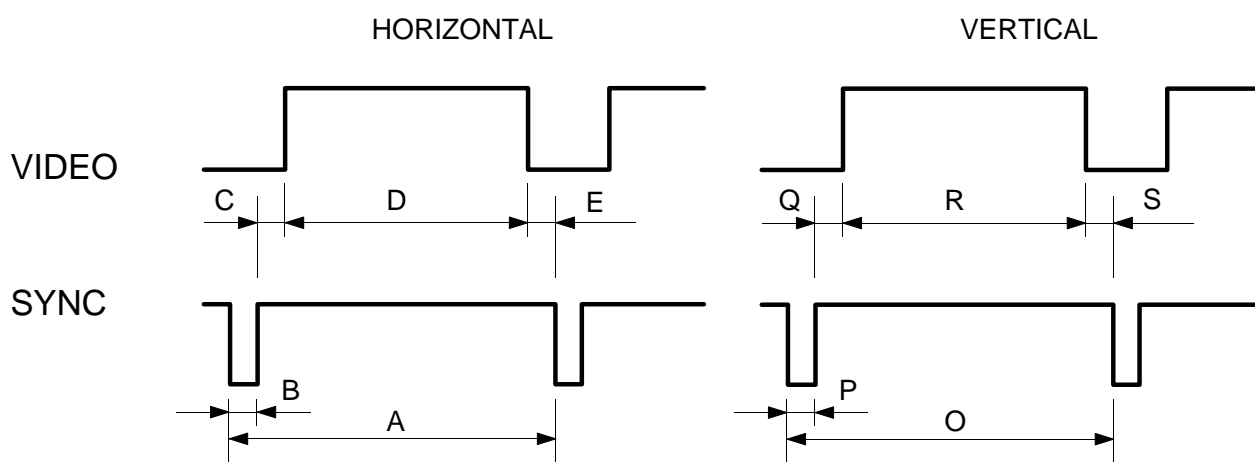 HORIZONTAL VERTICAL
VIDEO
C D E Q R S
SYNC
B P
A O